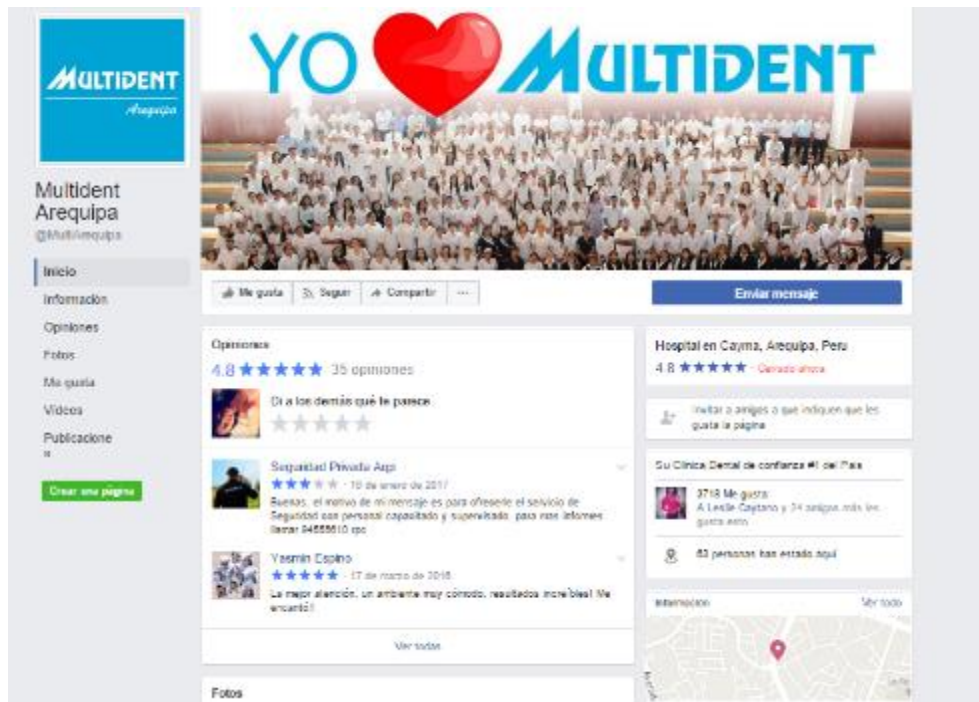 YO MULTIDENT
MULTIDENT
Arequipa
Multident
Arequipa
@MultiArequipa
Inicio
Información
Opiniones
Fotos
Me gusta
Vídeos
Publicacione
s
Crear una página
Me gusta
Seguir
Compartir
...
Enviar mensaje
Opiniones
4.8 35 opiniones
Di a los demás qué te parece
Seguridad Privada Aqp
16 de enero de 2017
Buenas, el motivo de mi mensaje es para ofrecerle el servicio de
Seguridad con personal capacitado y supervisado. para mas informes
llamar
Yasmin Espino
17 de marzo de 2016
La mejor atención, un ambiente muy cómodo, resultados increíbles! Me
encantó!
Ver todas
Fotos
Hospital en Cayma, Arequipa, Peru
4.8 · Cerrado ahora
Invitar a amigos a que indiquen que les
gusta la página
Su Clínica Dental de confianza #1 del Pais
3718 Me gusta
A Leslie Caytano y 24 amigos más les
gusta esto
63 personas han estado aquí
Información
Ver todo